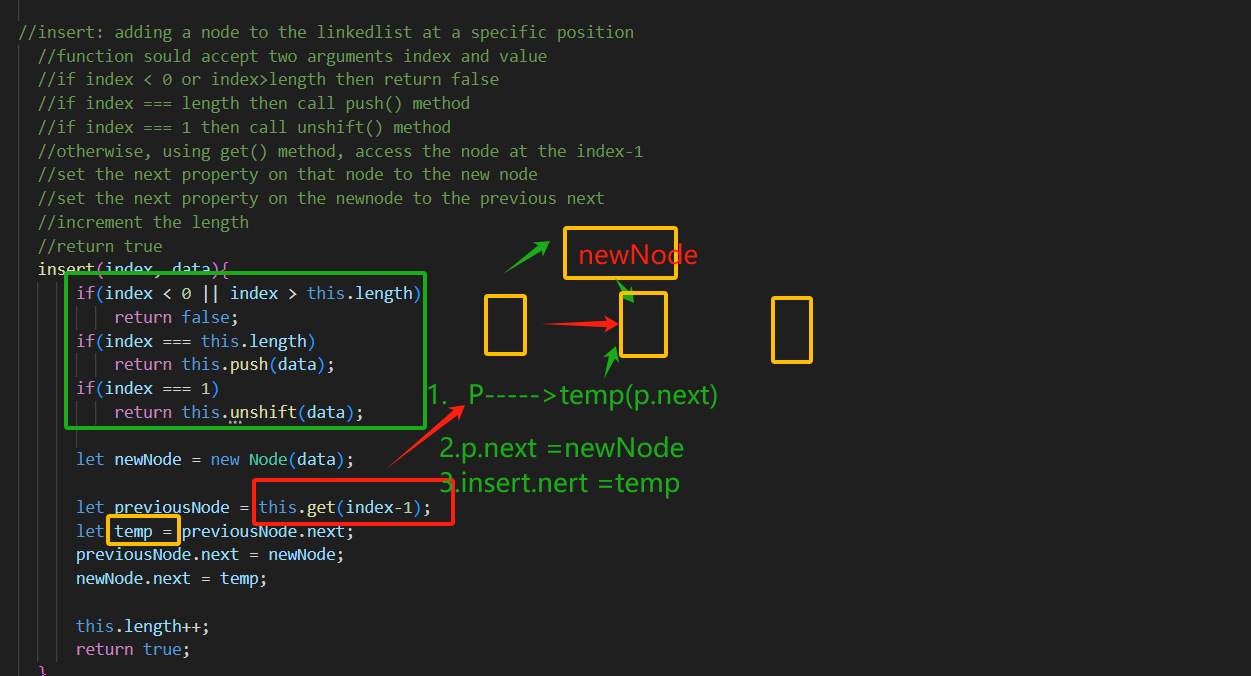 //insert: adding a node to the linkedlist at a specific position
//function sould accept two arguments index and value
//if index < 0 or index>length then return false
//if index === length then call push() method
//if index === 1 then call unshift() method
//otherwise, using get() method, access the node at the index-1
//set the next property on that node to the new node
//set the next property on the newnode to the previous next
//increment the length
//return true
insert(index, data){
newNode
if(index < 0 || index > this.length)
return false;
if(index === this.length)
return this.push(data);
if(index === 1)
return this.unshift(data);
1. P----->temp(p.next)
2.p.next =newNode
let newNode = new Node(data);
3.insert.nert =temp
let previousNode = this.get(index-1);
let temp = previousNode.next;
previousNode.next = newNode;
newNode.next = temp;
this.length++;
return true;
}